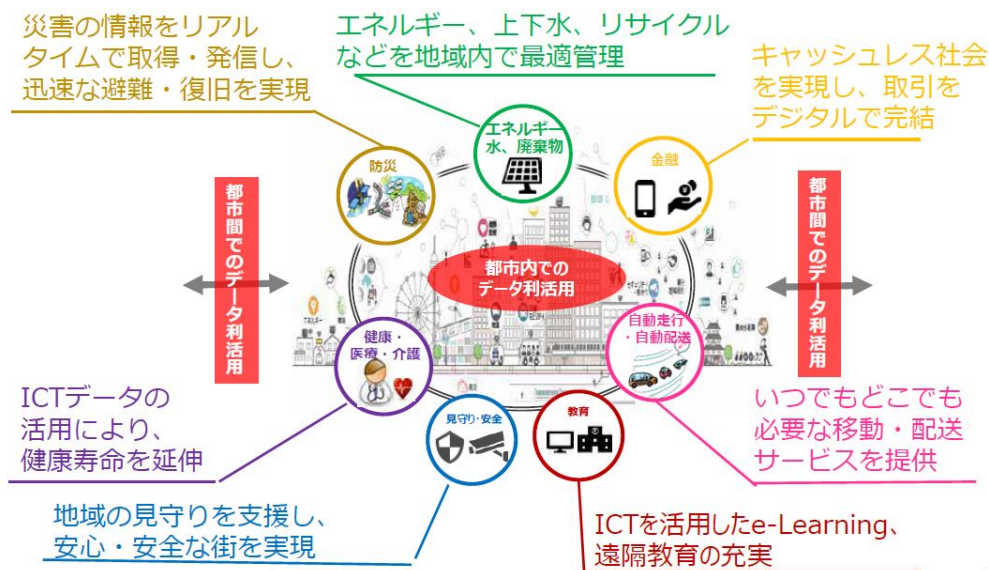 災害の情報をリアル
タイムで取得・発信し、
迅速な避難・復旧を実現
エネルギー、上下水、リサイクル
などを地域内で最適管理
キャッシュレス社会
を実現し、取引を
デジタルで完結
エネルギー
水、廃棄物
防災
金融
都市間でのデータ利活用
都市内での
データ利活用
都市間でのデータ利活用
健康・
医療・介護
自動走行
・自動配送
見守り・安全
教育
ICTデータの
活用により、
健康寿命を延伸
いつでもどこでも
必要な移動・配送
サービスを提供
地域の見守りを支援し、
安心・安全な街を実現
ICTを活用したe-Learning、
遠隔教育の充実